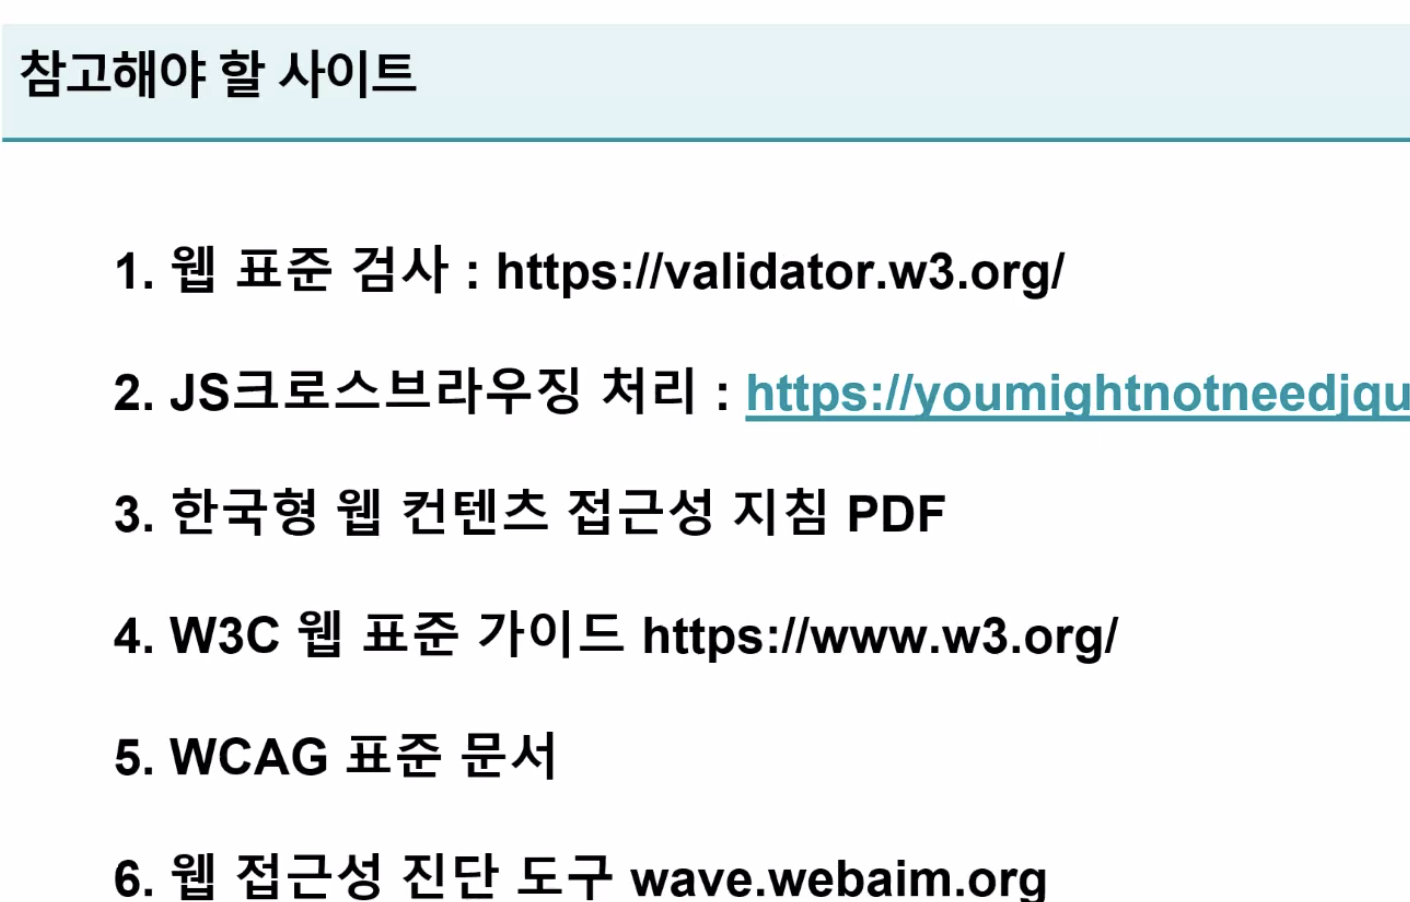 참고해야 할 사이트
1. 웹 표준 검사 : https://validator.w3.org/
2. JS크로스브라우징 처리 : https://youmightnotneedjqu
3. 한국형 웹 컨텐츠 접근성 지침 PDF
4. W3C 웹 표준 가이드 https://www.w3.org/
5. WCAG 표준 문서
6. 웹 접근성 진단 도구 wave.webaim.org